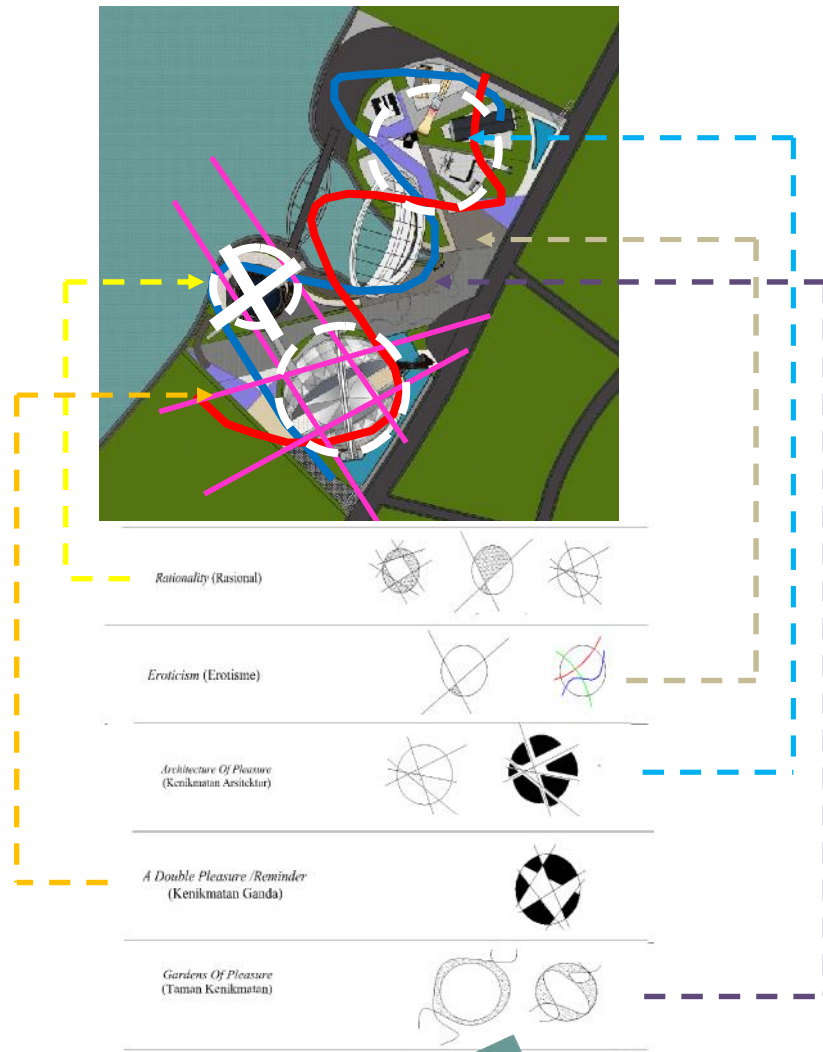 Rationality (Rasional)
Eroticism (Erotisme)
Architecture Of Pleasure
(Kenikmatan Arsitektur)
A Double Pleasure /Reminder
(Kenikmatan Ganda)
Gardens Of Pleasure
(Taman Kenikmatan)